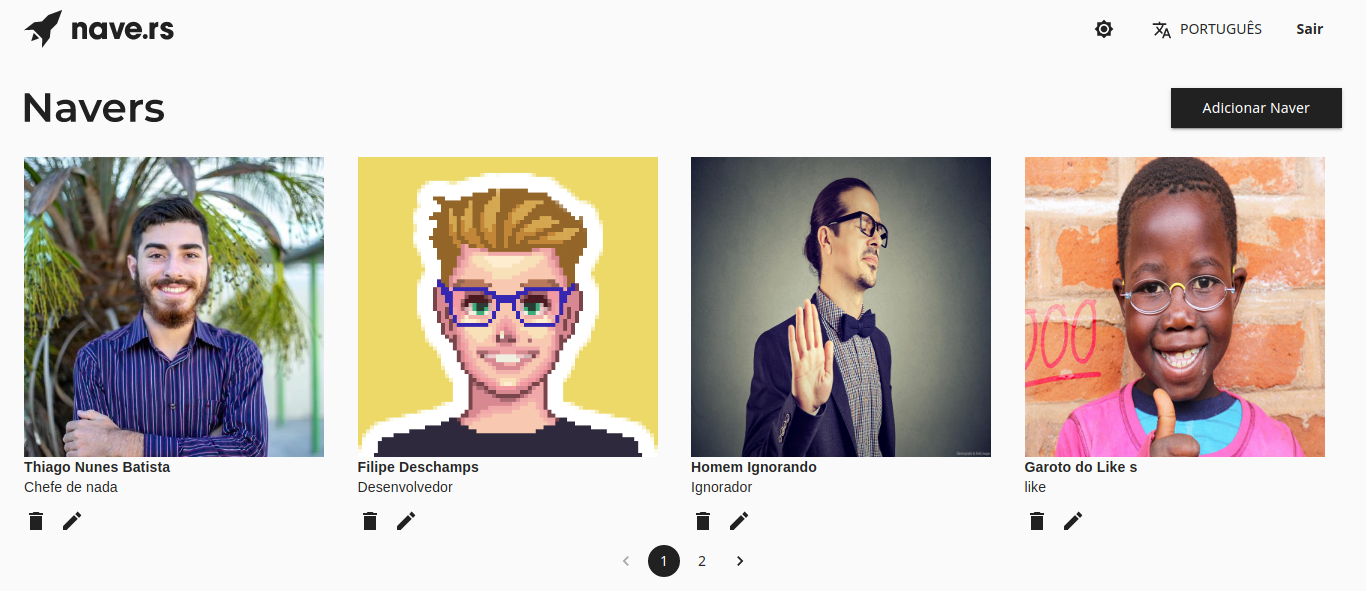 nave.rs
PORTUGUÊS
Sair
Navers
Adicionar Naver
00
Thiago Nunes Batista
Chefe de nada
Filipe Deschamps
Desenvolvedor
Homem Ignorando
Ignorador
Garoto do Like s
like
1
2